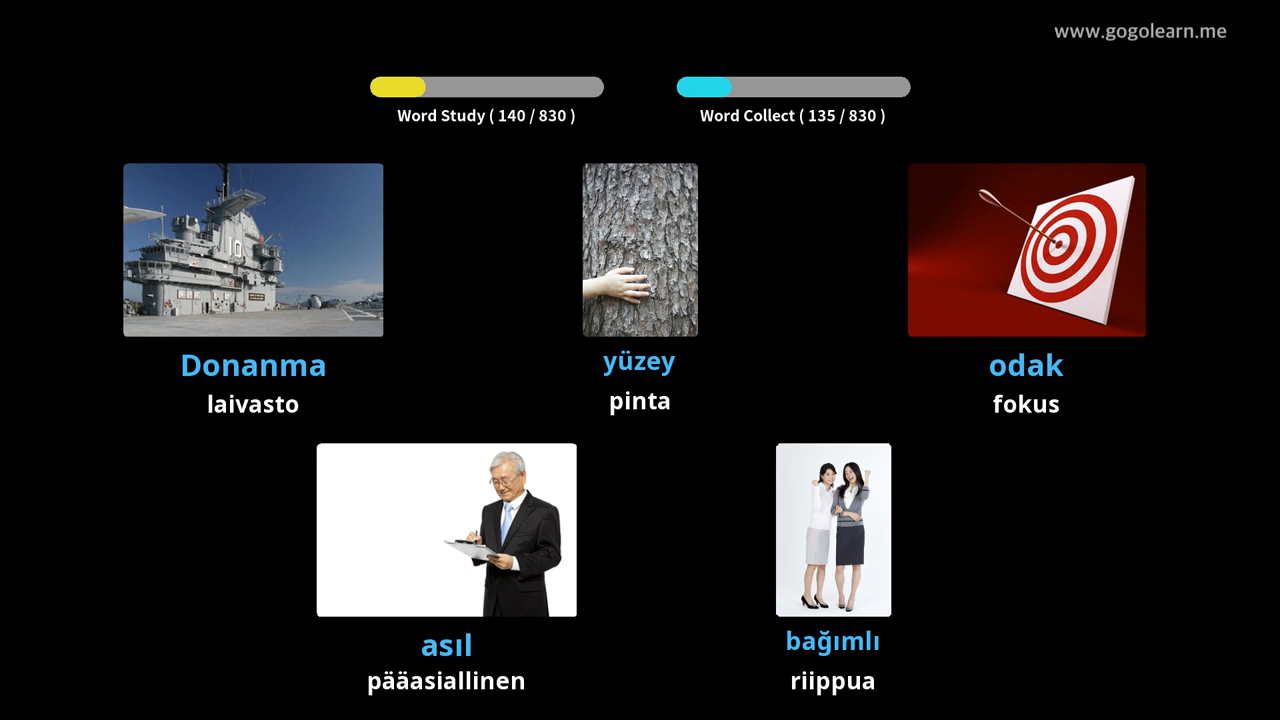 www.gogolearn.me
Word Study ( 140 / 830 )
Word Collect ( 135 / 830 )
10
Donanma
laivasto
yüzey
pinta
odak
fokus
asıl
pääasiallinen
bağımlı
riippua